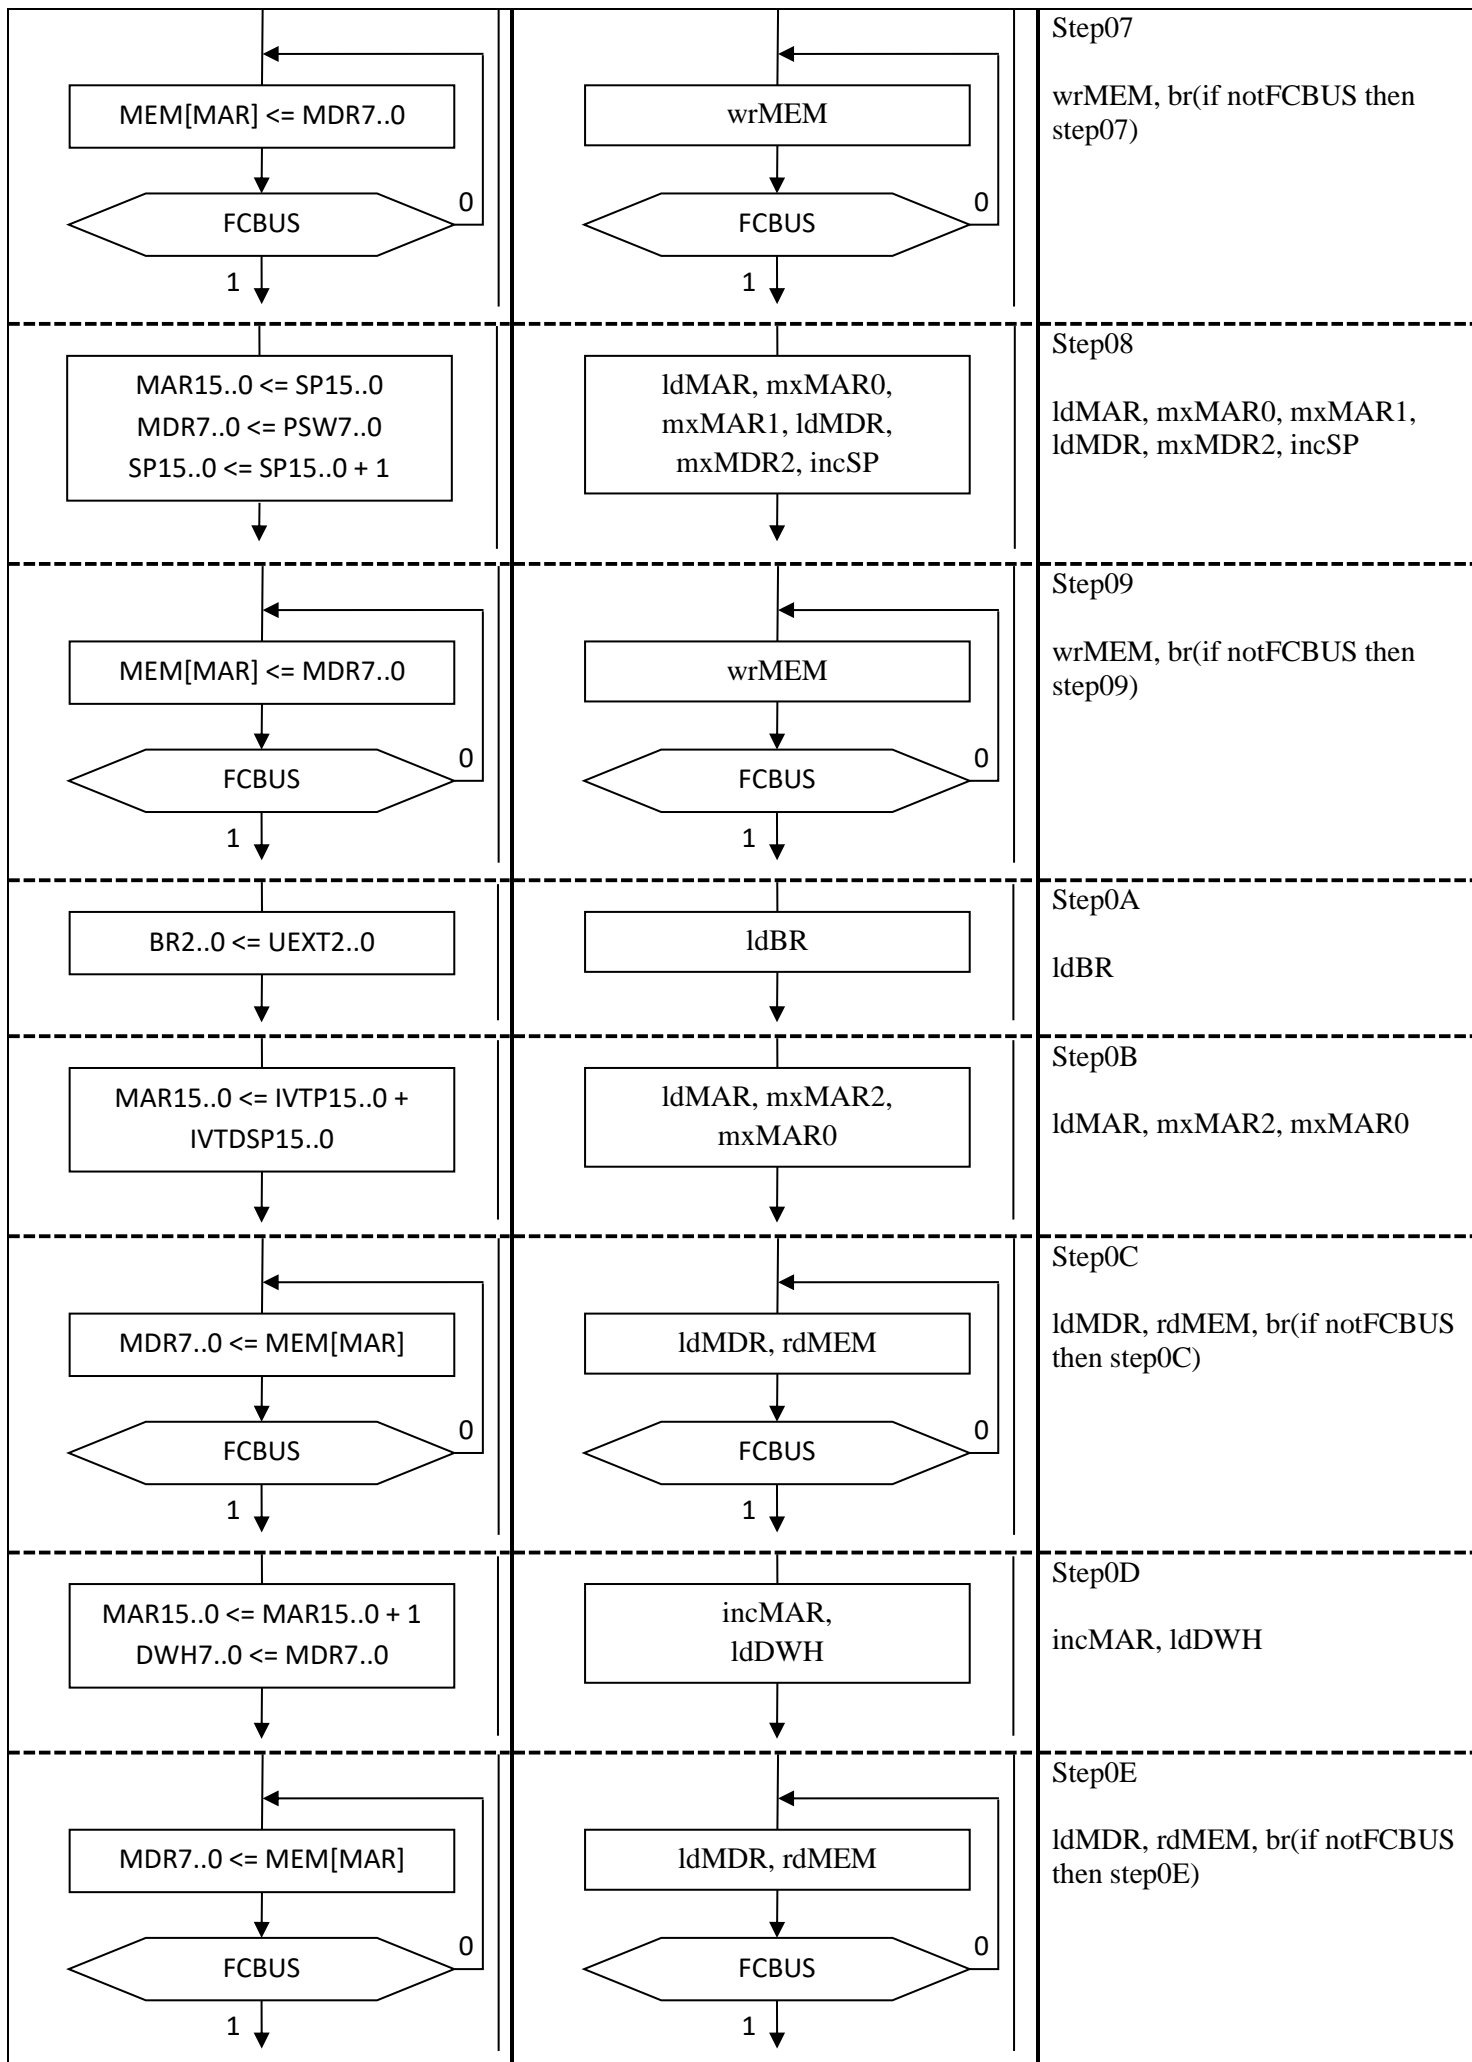 MEM[MAR] <= MDR7..0
FCBUS
0
1
wrMEM
FCBUS
0
1
Step07
wrMEM, br(if notFCBUS then
step07)
MAR15..0 <= SP15..0
MDR7..0 <= PSW7..0
SP15..0 <= SP15..0 + 1
ldMAR, mxMAR0,
mxMAR1, ldMDR,
mxMDR2, incSP
Step08
ldMAR, mxMAR0, mxMAR1,
ldMDR, mxMDR2, incSP
MEM[MAR] <= MDR7..0
FCBUS
0
1
wrMEM
FCBUS
0
1
Step09
wrMEM, br(if notFCBUS then
step09)
BR2..0 <= UEXT2..0
ldBR
Step0A
ldBR
MAR15..0 <= IVTP15..0 +
IVTDSP15..0
ldMAR, mxMAR2,
mxMAR0
Step0B
ldMAR, mxMAR2, mxMAR0
MDR7..0 <= MEM[MAR]
FCBUS
0
1
ldMDR, rdMEM
FCBUS
0
1
Step0C
ldMDR, rdMEM, br(if notFCBUS
then step0C)
MAR15..0 <= MAR15..0 + 1
DWH7..0 <= MDR7..0
incMAR,
ldDWH
Step0D
incMAR, ldDWH
MDR7..0 <= MEM[MAR]
FCBUS
0
1
ldMDR, rdMEM
FCBUS
0
1
Step0E
ldMDR, rdMEM, br(if notFCBUS
then step0E)